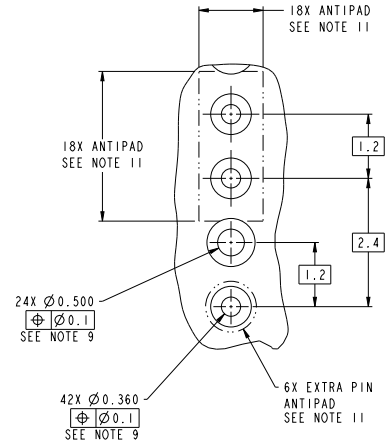 18X ANTIPAD
SEE NOTE 11
18X ANTIPAD
SEE NOTE 11
1.2
2.4
1.2
24X Ø0.500
⌖ Ø0.1
SEE NOTE 9
42X Ø0.360
⌖ Ø0.1
SEE NOTE 9
6X EXTRA PIN
ANTIPAD
SEE NOTE 11